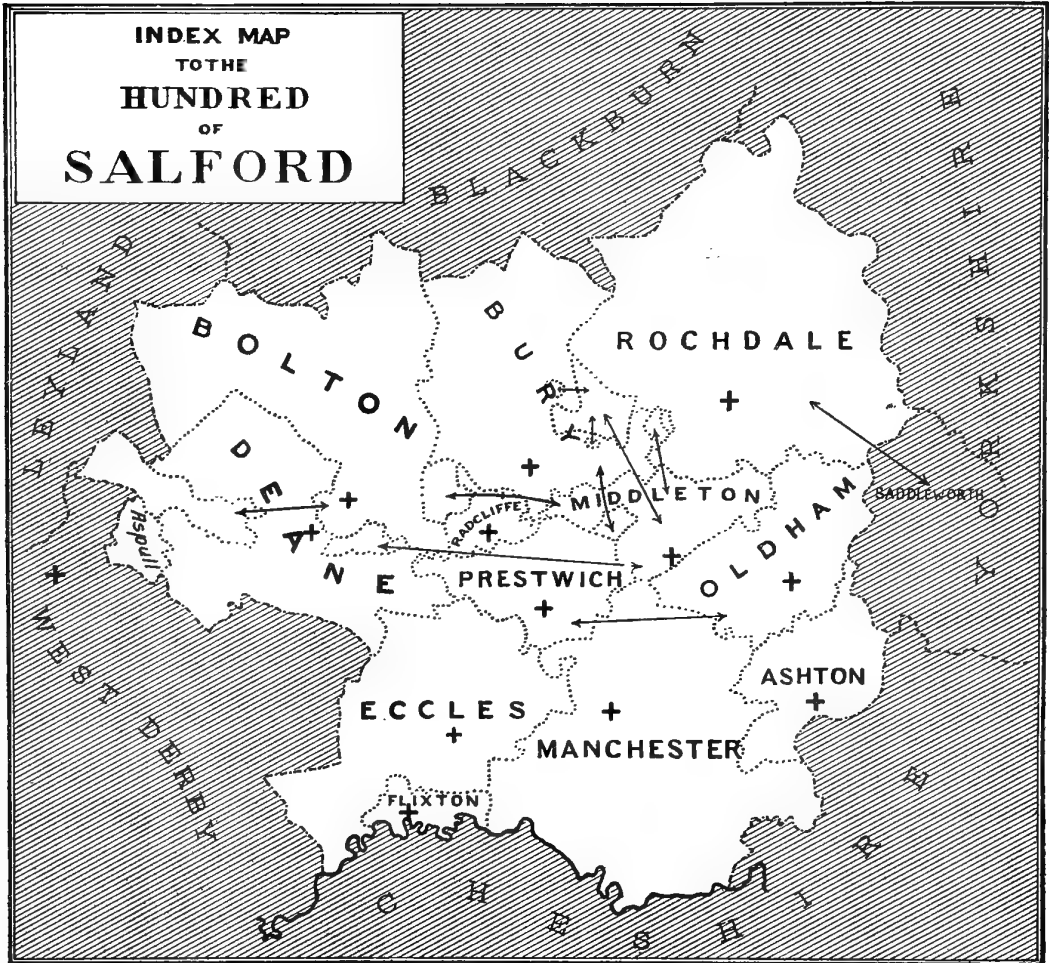 INDEX MAP
TO THE
HUNDRED
OF
SALFORD
BLACKBURN
YORKSHIRE
LEYLAND
BOLTON
BURY
ROCHDALE
DEANE
MIDDLETON
SADDLEWORTH
RADCLIFFE
OLDHAM
Aspull
PRESTWICH
WEST DERBY
ASHTON
ECCLES
MANCHESTER
FLIXTON
CHESHIRE